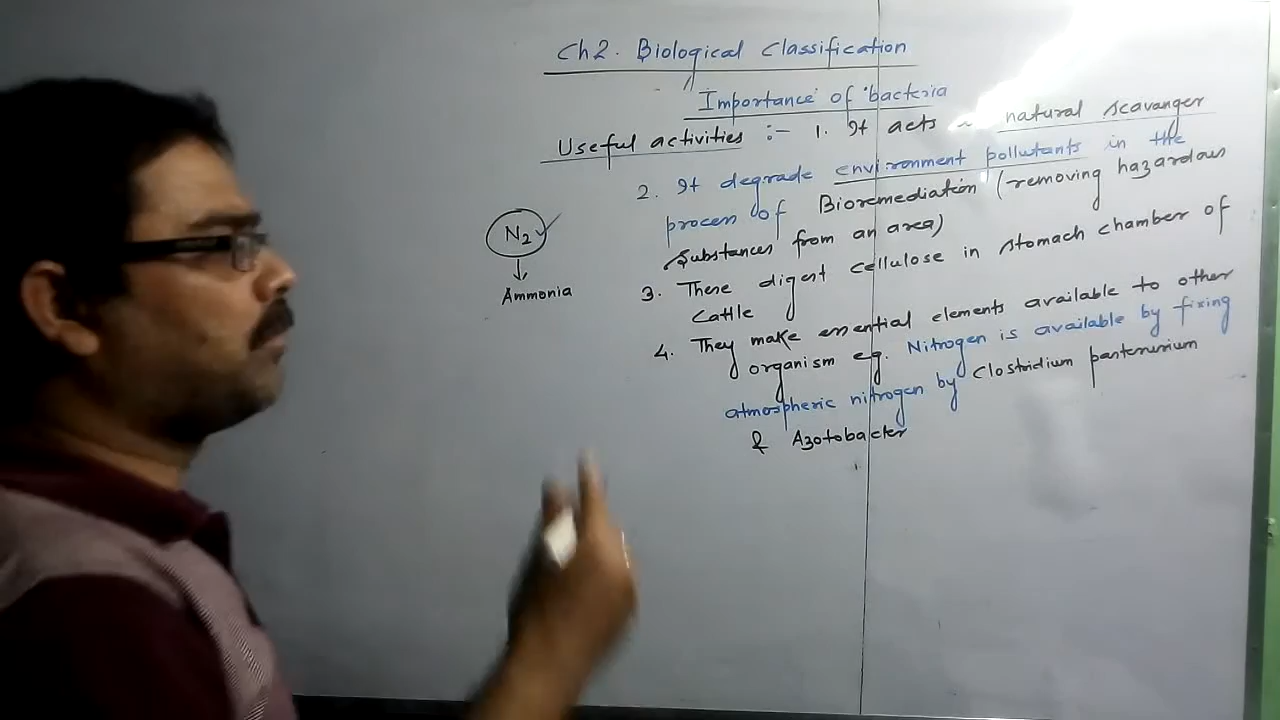 Ch2. Biological Classification
Importance of bacteria
Useful activities :- 1. It acts ~ natural scavanger
2. It degrade environment pollutants in the
process of Bioremediation (removing hazardous
substances from an area)
3. These digest cellulose in stomach chamber of
Cattle
4. They make essential elements available to other
organism eg. Nitrogen is available by fixing
atmospheric nitrogen by Clostridium pasteurium
& Azotobacter
N2
Ammonia